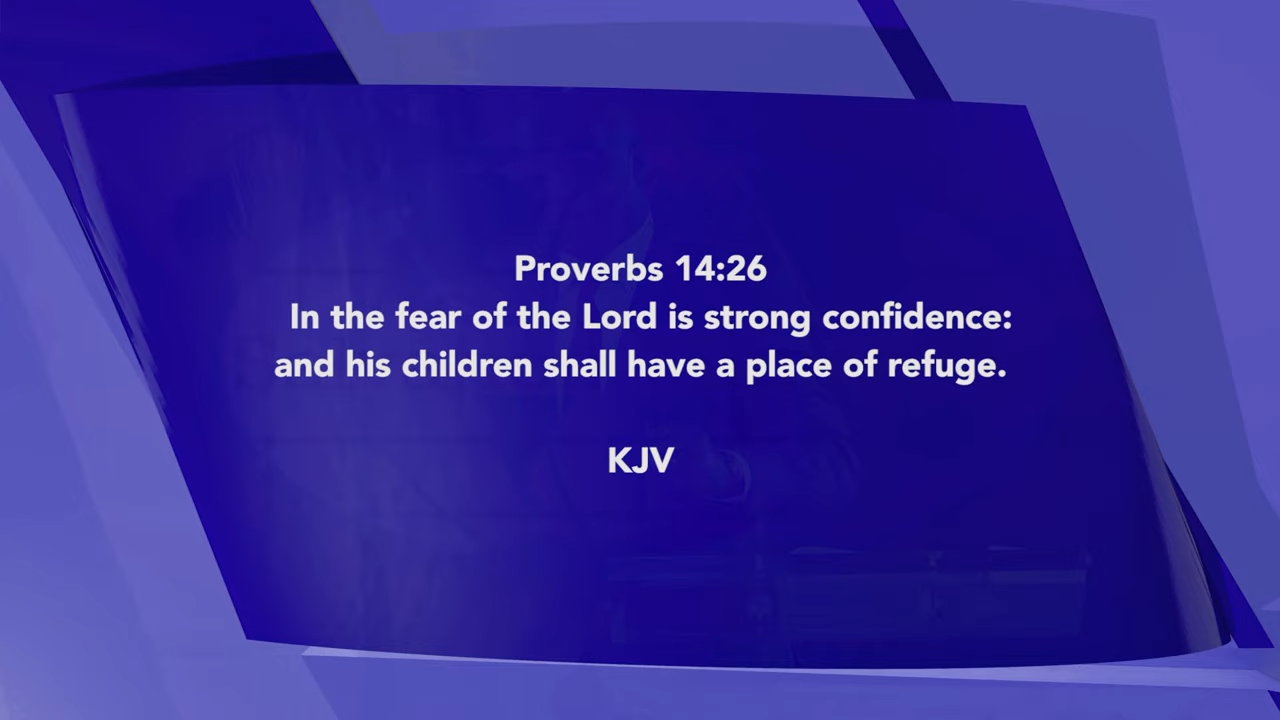 Proverbs 14:26
In the fear of the Lord is strong confidence:
and his children shall have a place of refuge.
KJV